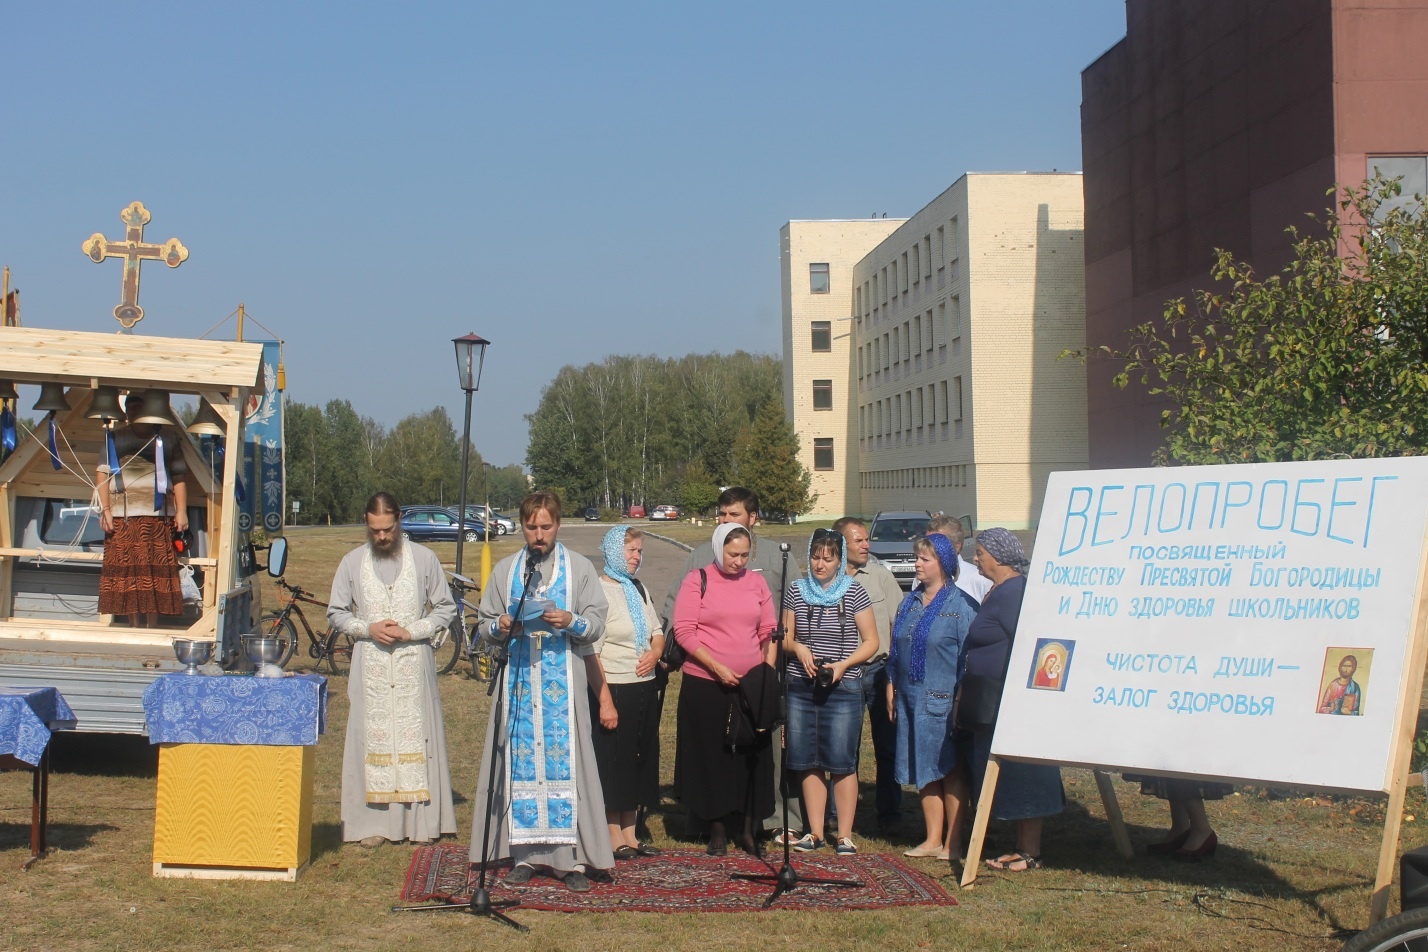 ВЕЛОПРОБЕГ
ПОСВЯЩЕННЫЙ
РОЖДЕСТВУ ПРЕСВЯТОЙ БОГОРОДИЦЫ
И ДНЮ ЗДОРОВЬЯ ШКОЛЬНИКОВ
ЧИСТОТА ДУШИ—
ЗАЛОГ ЗДОРОВЬЯ